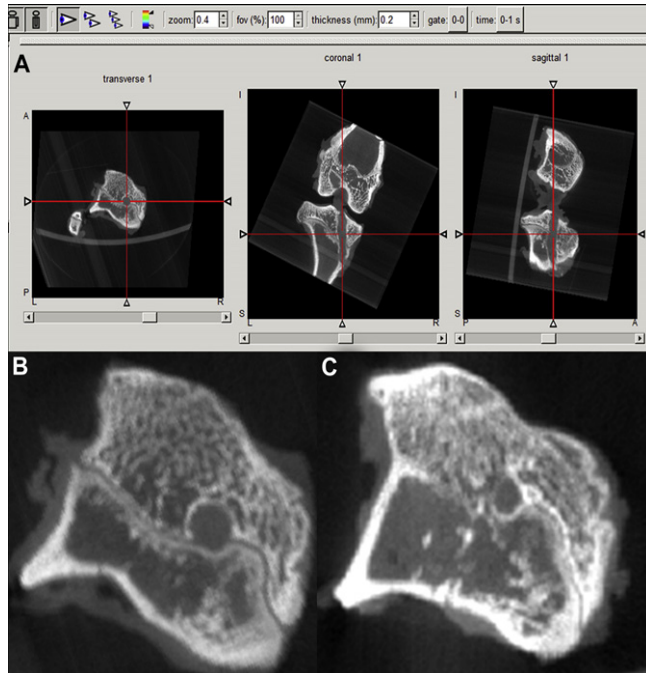 zoom: 0.4 fov (%): 100 thickness (mm): 0.2 gate: 0-0 time: 0-1 s
A
transverse 1
coronal 1
sagittal 1
A
P
L
R
I
S
L
R
I
S
P
A
B
C